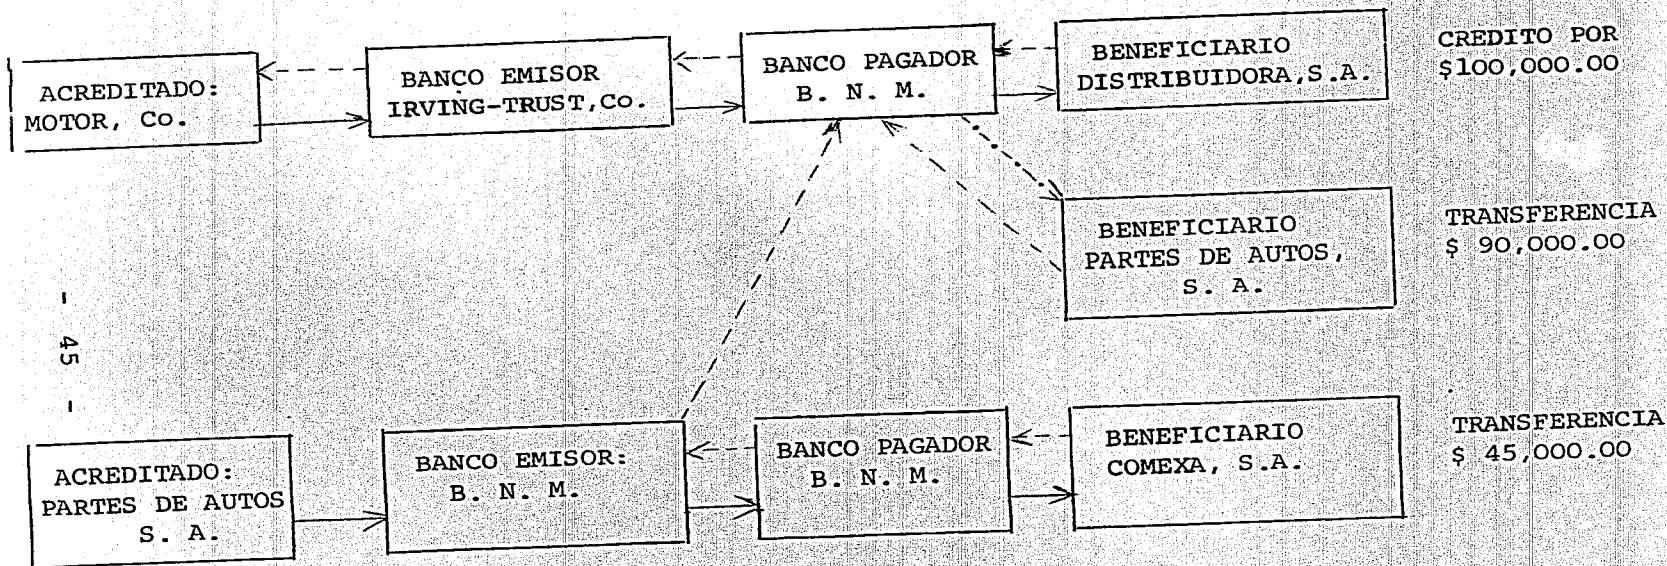 ACREDITADO:
MOTOR, Co.
BANCO EMISOR
IRVING-TRUST,Co.
BANCO PAGADOR
B. N. M.
BENEFICIARIO
DISTRIBUIDORA,S.A.
CREDITO POR
$100,000.00
BENEFICIARIO
PARTES DE AUTOS,
S. A.
TRANSFERENCIA
$ 90,000.00
- 45 -
ACREDITADO:
PARTES DE AUTOS
S. A.
BANCO EMISOR:
B. N. M.
BANCO PAGADOR
B. N. M.
BENEFICIARIO
COMEXA, S.A.
TRANSFERENCIA
$ 45,000.00